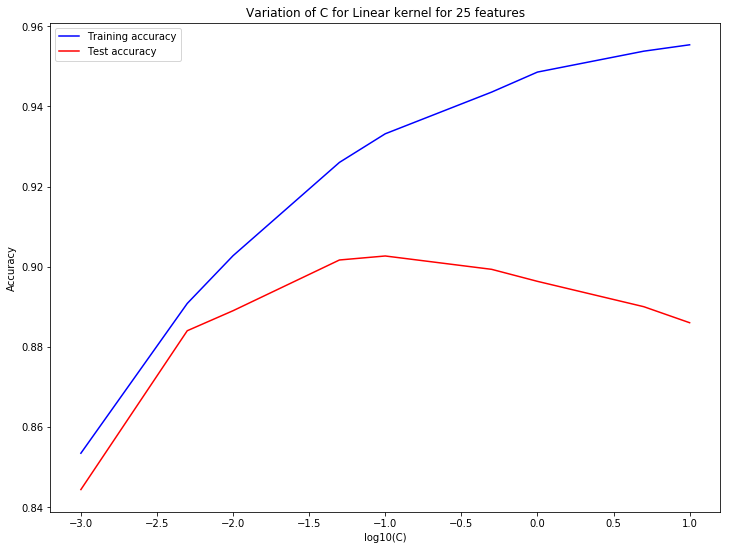 Variation of C for Linear kernel for 25 features
Training accuracy
Test accuracy
Accuracy
0.96
0.94
0.92
0.90
0.88
0.86
0.84
−3.0 −2.5 −2.0 −1.5 −1.0 −0.5 0.0 0.5 1.0
log10(C)